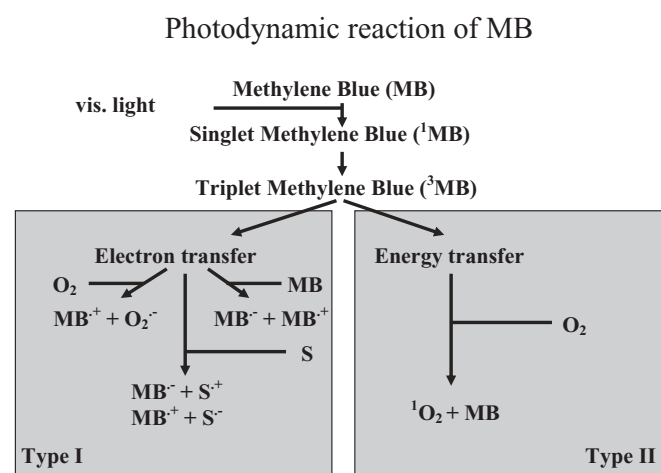 Photodynamic reaction of MB
Methylene Blue (MB)
vis. light
Singlet Methylene Blue (¹MB)
Triplet Methylene Blue (³MB)
Electron transfer
O₂
MB
MB·⁺ + O₂·⁻
MB·⁻ + MB·⁺
S
MB·⁻ + S·⁺
MB·⁺ + S·⁻
Type I
Energy transfer
O₂
¹O₂ + MB
Type II